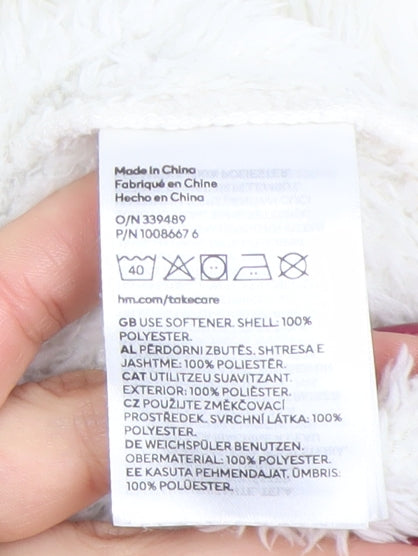 Made in China
Fabriqué en Chine
Hecho en China
O/N 339489
P/N 1008667 6
40
hm.com/takecare
GB USE SOFTENER. SHELL: 100%
POLYESTER.
AL PËRDORNI ZBUTËS. SHTRESA E
JASHTME: 100% POLIESTËR.
CAT UTILITZEU SUAVITZANT.
EXTERIOR: 100% POLIÈSTER.
CZ POUŽIJTE ZMĚKČOVACÍ
PROSTŘEDEK. SVRCHNÍ LÁTKA: 100%
POLYESTER.
DE WEICHSPÜLER BENUTZEN.
OBERMATERIAL: 100% POLYESTER.
EE KASUTA PEHMENDAJAT. ÜMBRIS:
100% POLÜESTER.